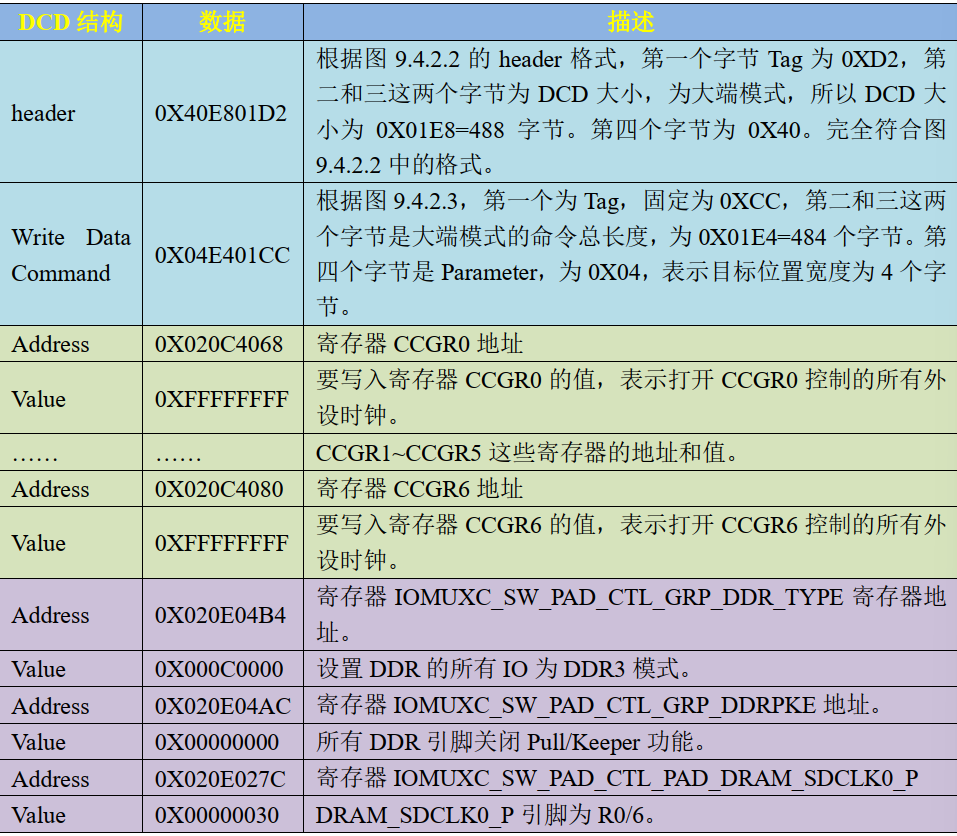 DCD 结构 数据 描述
header 0X40E801D2 根据图 9.4.2.2 的 header 格式，第一个字节 Tag 为 0XD2，第
二和三这两个字节为 DCD 大小，为大端模式，所以 DCD 大
小为 0X01E8=488 字节。第四个字节为 0X40。完全符合图
9.4.2.2 中的格式。
Write Data
Command 0X04E401CC 根据图 9.4.2.3，第一个为 Tag，固定为 0XCC，第二和三这两
个字节是大端模式的命令总长度，为 0X01E4=484 个字节。第
四个字节是 Parameter，为 0X04，表示目标位置宽度为 4 个字
节。
Address 0X020C4068 寄存器 CCGR0 地址
Value 0XFFFFFFFF 要写入寄存器 CCGR0 的值，表示打开 CCGR0 控制的所有外
设时钟。
…… …… CCGR1~CCGR5 这些寄存器的地址和值。
Address 0X020C4080 寄存器 CCGR6 地址
Value 0XFFFFFFFF 要写入寄存器 CCGR6 的值，表示打开 CCGR6 控制的所有外
设时钟。
Address 0X020E04B4 寄存器 IOMUXC_SW_PAD_CTL_GRP_DDR_TYPE 寄存器地
址。
Value 0X000C0000 设置 DDR 的所有 IO 为 DDR3 模式。
Address 0X020E04AC 寄存器 IOMUXC_SW_PAD_CTL_GRP_DDRPKE 地址。
Value 0X00000000 所有 DDR 引脚关闭 Pull/Keeper 功能。
Address 0X020E027C 寄存器 IOMUXC_SW_PAD_CTL_PAD_DRAM_SDCLK0_P
Value 0X00000030 DRAM_SDCLK0_P 引脚为 R0/6。